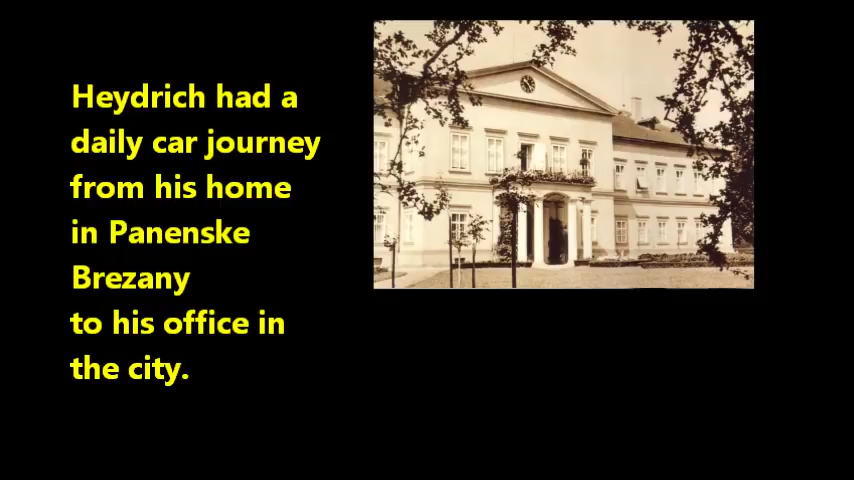 Heydrich had a
daily car journey
from his home
in Panenske
Brezany
to his office in
the city.